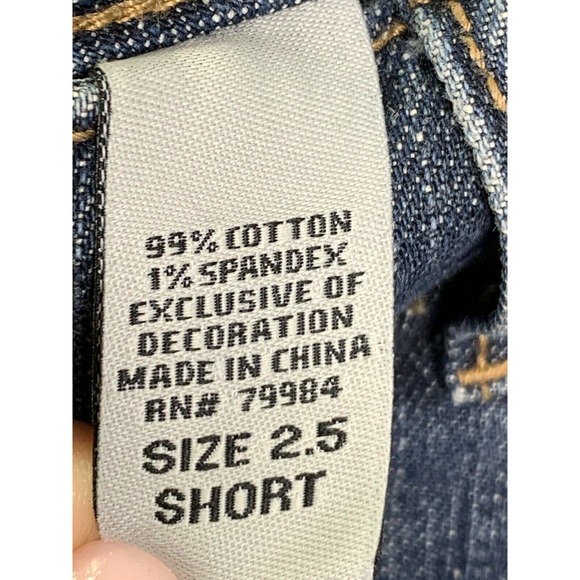 99% COTTON
1% SPANDEX
EXCLUSIVE OF
DECORATION
MADE IN CHINA
RN# 79984
SIZE 2.5
SHORT